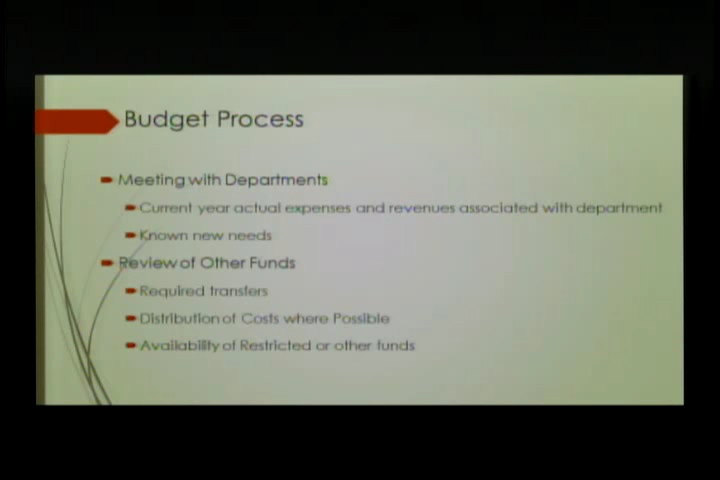 Budget Process
Meeting with Departments
Current year actual expenses and revenues associated with department
Known new needs
Review of Other Funds
Required transfers
Distribution of Costs where Possible
Availability of Restricted or other funds